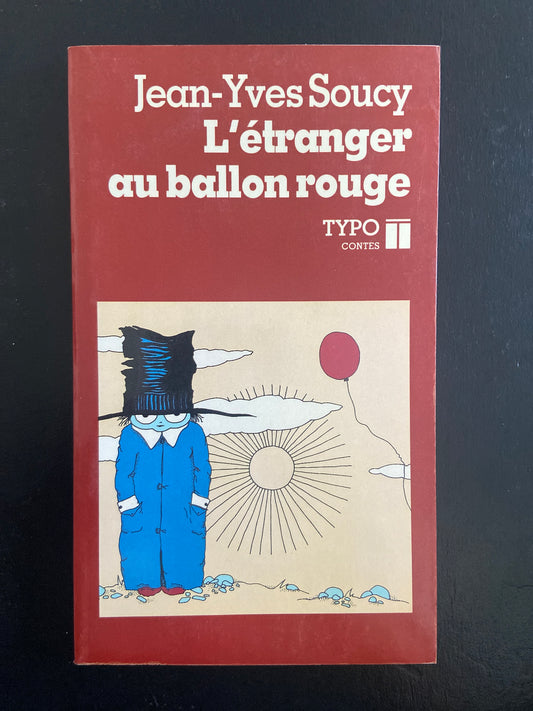 Jean-Yves Soucy
L'étranger
au ballon rouge
TYPO
CONTES